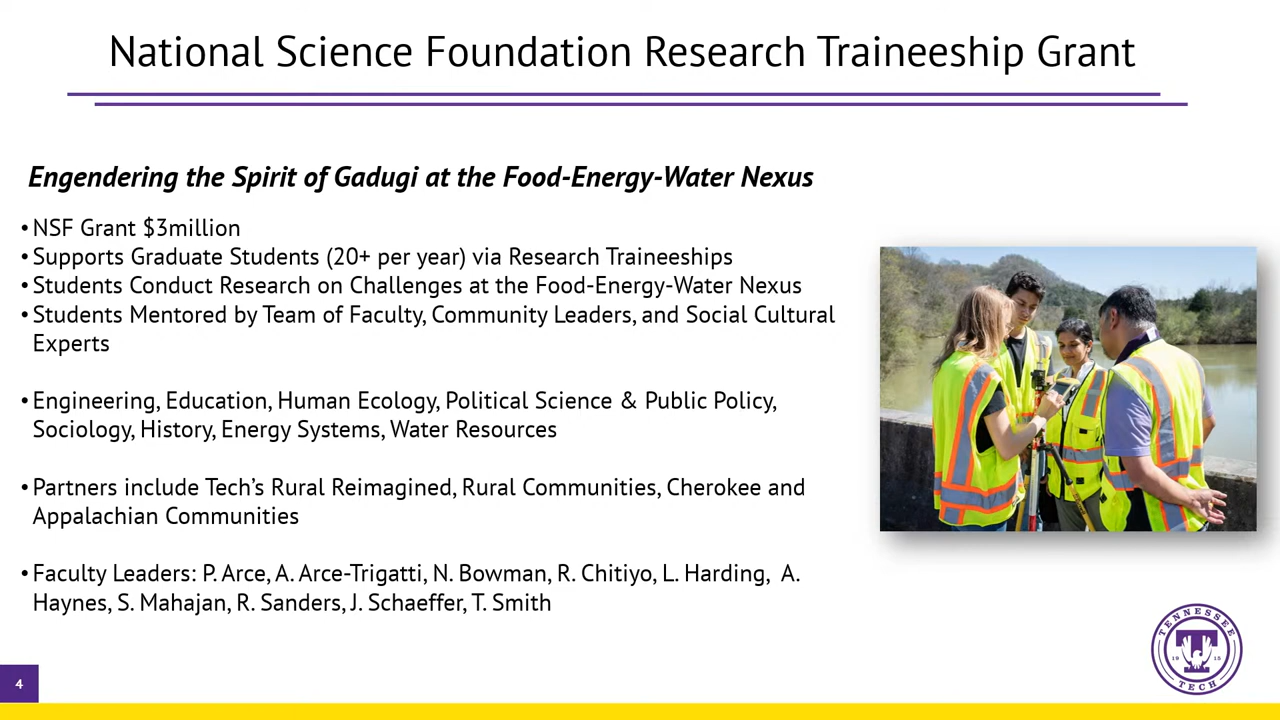 National Science Foundation Research Traineeship Grant
Engendering the Spirit of Gadugi at the Food-Energy-Water Nexus
•NSF Grant $3million
•Supports Graduate Students (20+ per year) via Research Traineeships
•Students Conduct Research on Challenges at the Food-Energy-Water Nexus
•Students Mentored by Team of Faculty, Community Leaders, and Social Cultural
Experts
•Engineering, Education, Human Ecology, Political Science & Public Policy,
Sociology, History, Energy Systems, Water Resources
•Partners include Tech’s Rural Reimagined, Rural Communities, Cherokee and
Appalachian Communities
•Faculty Leaders: P. Arce, A. Arce-Trigatti, N. Bowman, R. Chitiyo, L. Harding,  A.
Haynes, S. Mahajan, R. Sanders, J. Schaeffer, T. Smith
TENNESSEE
T
19 15
TECH
4